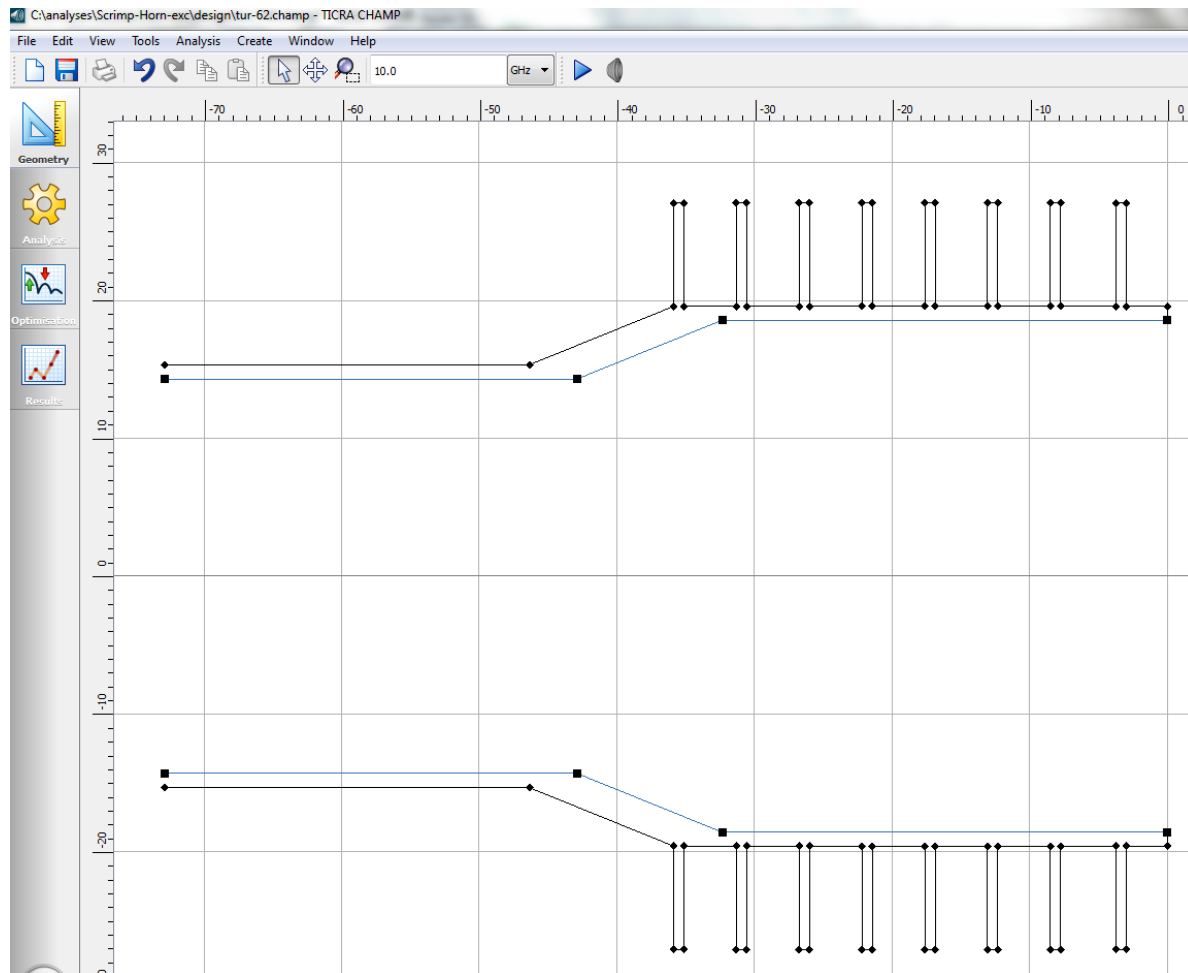 C:\analyses\Scrimp-Horn-exc\design\tur-62.champ - TICRA CHAMP
File Edit View Tools Analysis Create Window Help
10.0 GHz
-70 -60 -50 -40 -30 -20 -10 0
Geometry
Analysis
Optimisation
Results
30
20
10
0
-10
-20